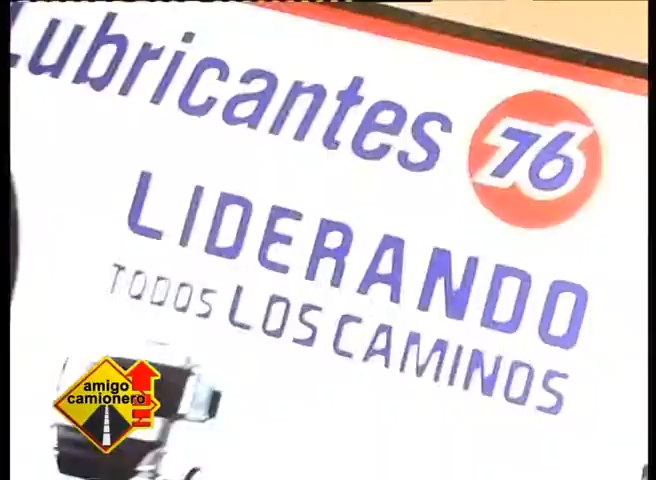 Lubricantes 76
LIDERANDO
TODOS LOS CAMINOS
amigo
camionero